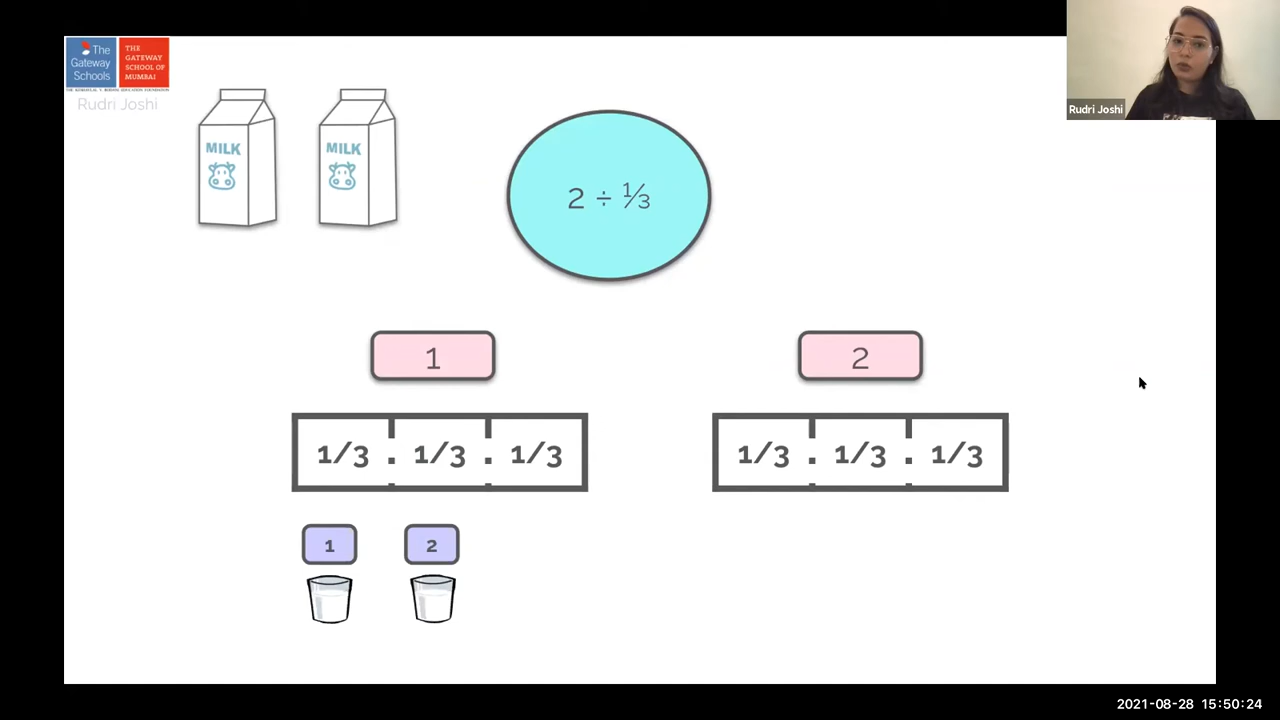 The
Gateway
Schools
THE
GATEWAY
SCHOOL OF
MUMBAI
Rudri Joshi
MILK
MILK
2 ÷ ⅓
Rudri Joshi
1
2
1/3 1/3 1/3
1/3 1/3 1/3
1
2
2021-08-28 15:50:24